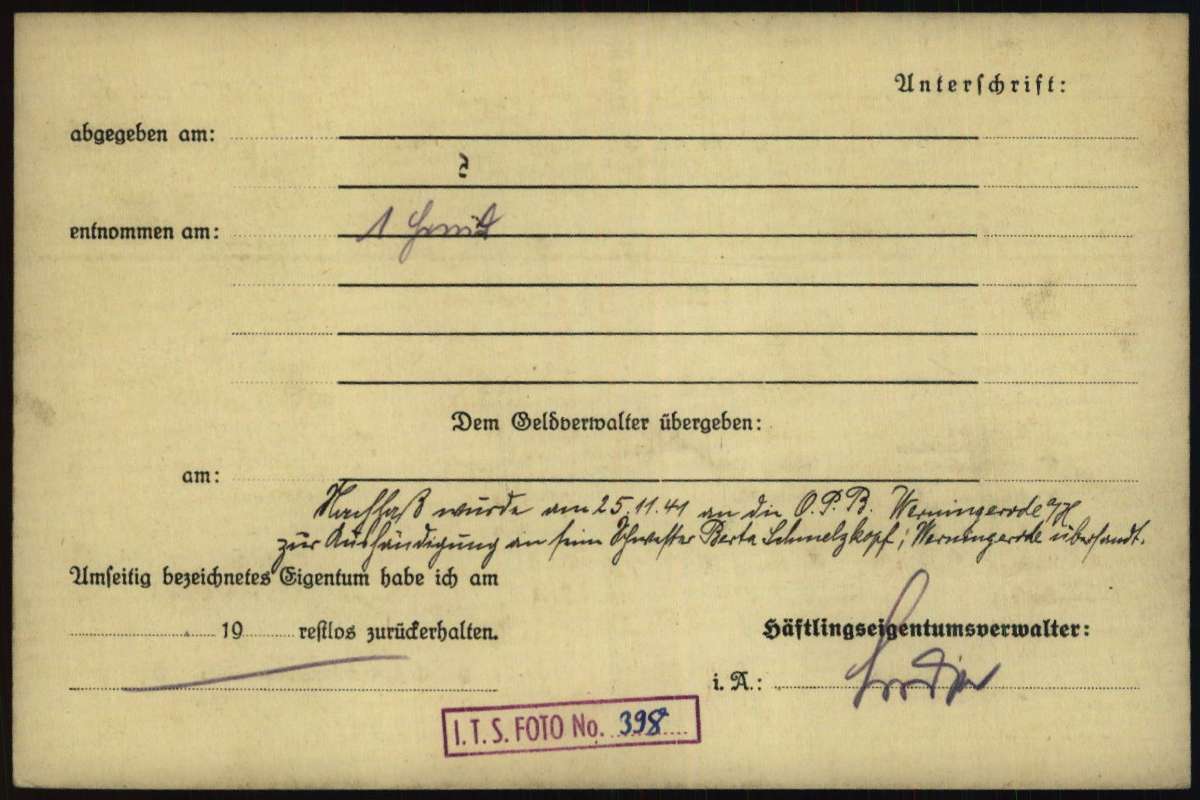 Unterschrift:
abgegeben am:
entnommen am: 1 Hemd
Dem Geldverwalter übergeben:
am:
Nachlaß wurde am 25.11.41 an die O.P.B. Werningerode a/H
zur Aushändigung an seine Schwester Berta Schmelzkopf, Werningerode übersandt.
Umseitig bezeichnetes Eigentum habe ich am
19 restlos zurückerhalten.
Häftlingseigentumsverwalter:
i. A.:
I. T. S. FOTO No. 398